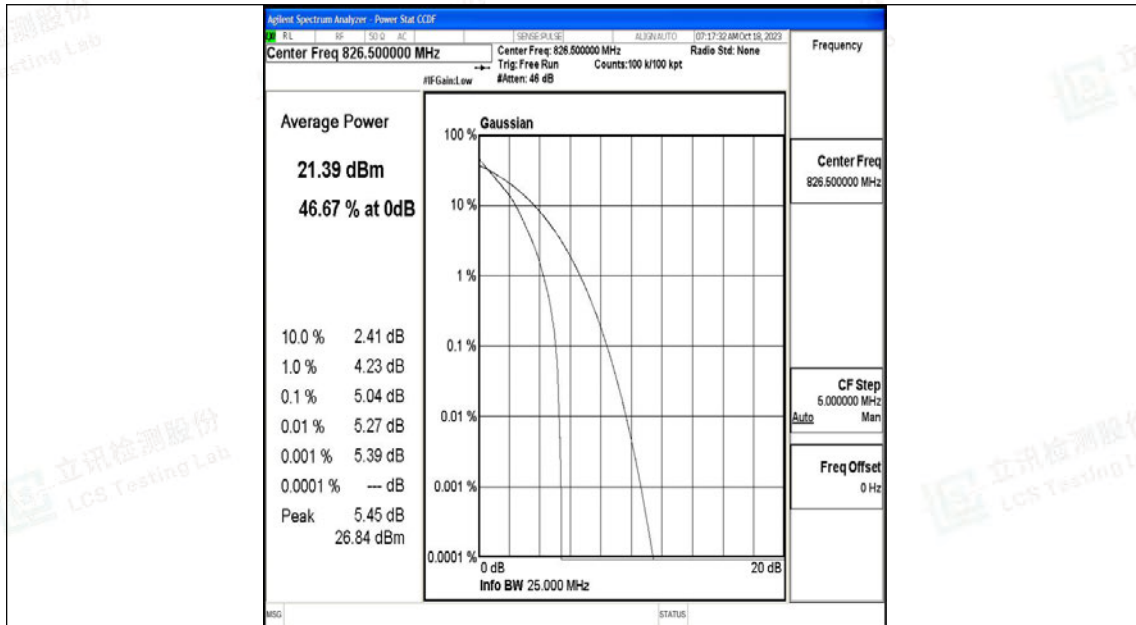 Agilent Spectrum Analyzer - Power Stat CCDF
RL RF 50 Ω AC SENSE:PULSE ALIGNAUTO 07:17:32 AM Oct 18, 2023
Center Freq 826.500000 MHz
Center Freq: 826.500000 MHz
Radio Std: None
Trig: Free Run
Counts:100 k/100 kpt
#IFGain:Low
#Atten: 46 dB
Frequency
Average Power
21.39 dBm
46.67 % at 0dB
10.0 % 2.41 dB
1.0 % 4.23 dB
0.1 % 5.04 dB
0.01 % 5.27 dB
0.001 % 5.39 dB
0.0001 % --- dB
Peak 5.45 dB
26.84 dBm
Gaussian
100 %
10 %
1 %
0.1 %
0.01 %
0.001 %
0.0001 %
0 dB 20 dB
Info BW 25.000 MHz
Center Freq
826.500000 MHz
CF Step
5.000000 MHz
Auto Man
Freq Offset
0 Hz
MSG STATUS
立讯检测股份
LCS Testing Lab